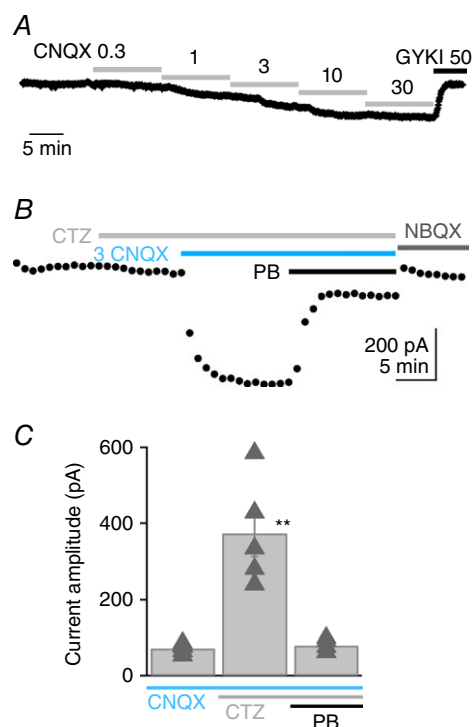 A
CNQX 0.3 1 3 10 30 GYKI 50
5 min
B
CTZ NBQX
3 CNQX
PB
200 pA
5 min
C
600
400
200
0
Current amplitude (pA)
**
CNQX
CTZ
PB